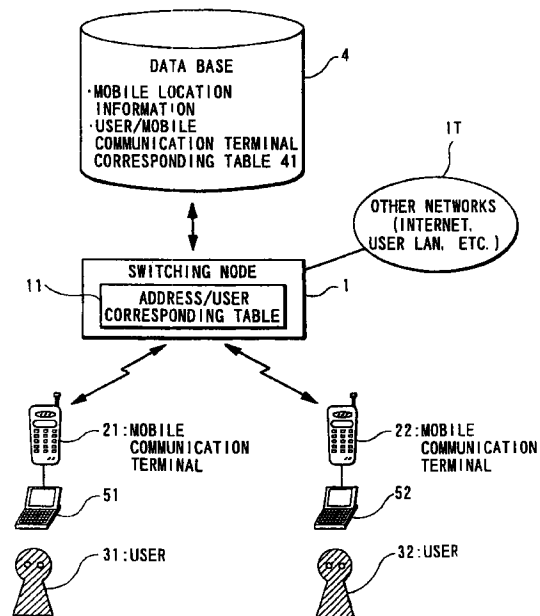 DATA BASE
·MOBILE LOCATION
INFORMATION
·USER/MOBILE
COMMUNICATION TERMINAL
CORRESPONDING TABLE 41
4
1T
OTHER NETWORKS
(INTERNET,
USER LAN, ETC.)
SWITCHING NODE
11
ADDRESS/USER
CORRESPONDING TABLE
1
21:MOBILE
COMMUNICATION
TERMINAL
22:MOBILE
COMMUNICATION
TERMINAL
51
52
31:USER
32:USER